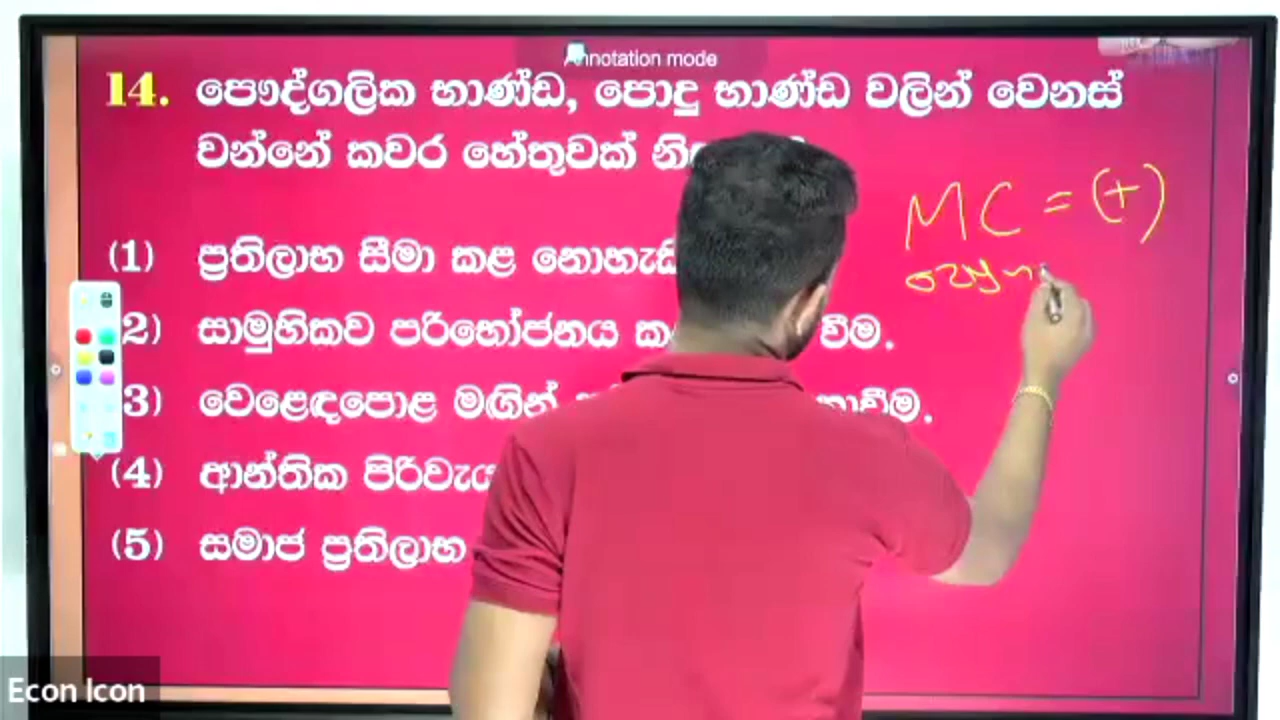 Annotation mode
14. පෞද්ගලික භාණ්ඩ, පොදු භාණ්ඩ වලින් වෙනස්
වන්නේ කවර හේතුවක්
(1) ප්‍රතිලාභ සීමා කළ
(2) සාමුහිකව පරිභෝජනය වීම.
(3) වෙළෙඳපොළ මගින්
(4) ආන්තික
(5) සමාජ ප්‍රතිලාභ
MC = (+)
Econ Icon